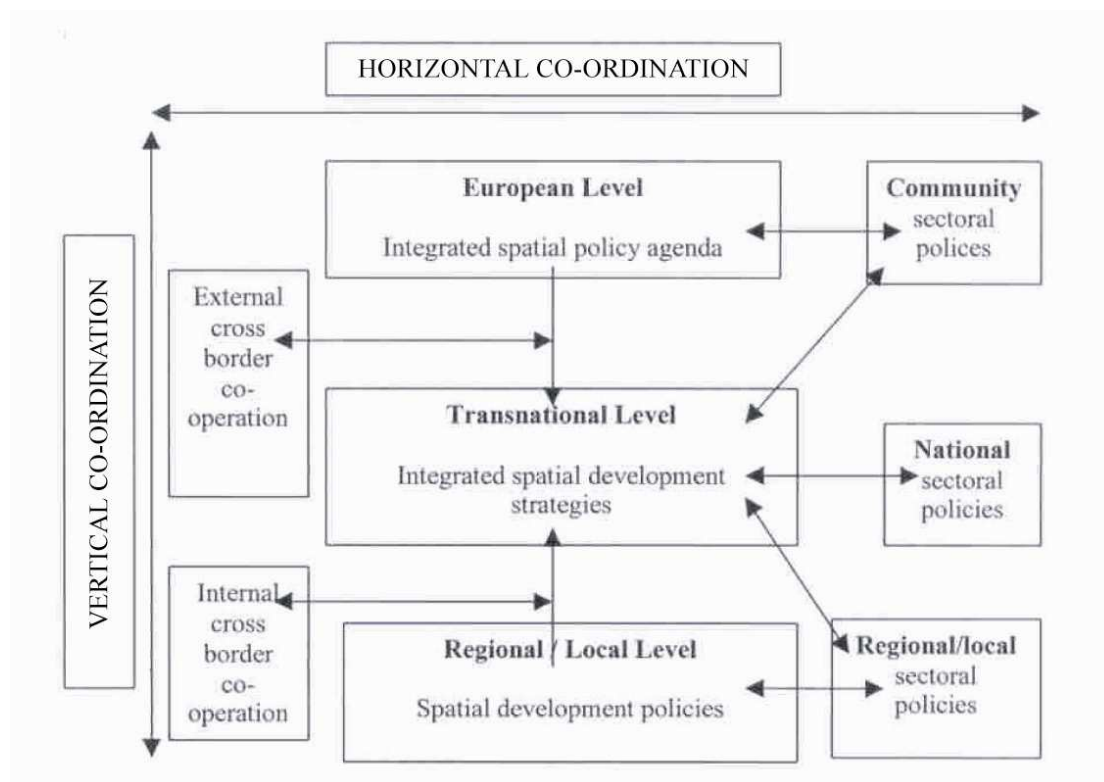 HORIZONTAL CO-ORDINATION
VERTICAL CO-ORDINATION
European Level
Integrated spatial policy agenda
Community
sectoral
polices
External
cross
border
co-
operation
Transnational Level
Integrated spatial development
strategies
National
sectoral
policies
Internal
cross
border
co-
operation
Regional / Local Level
Spatial development policies
Regional/local
sectoral
policies